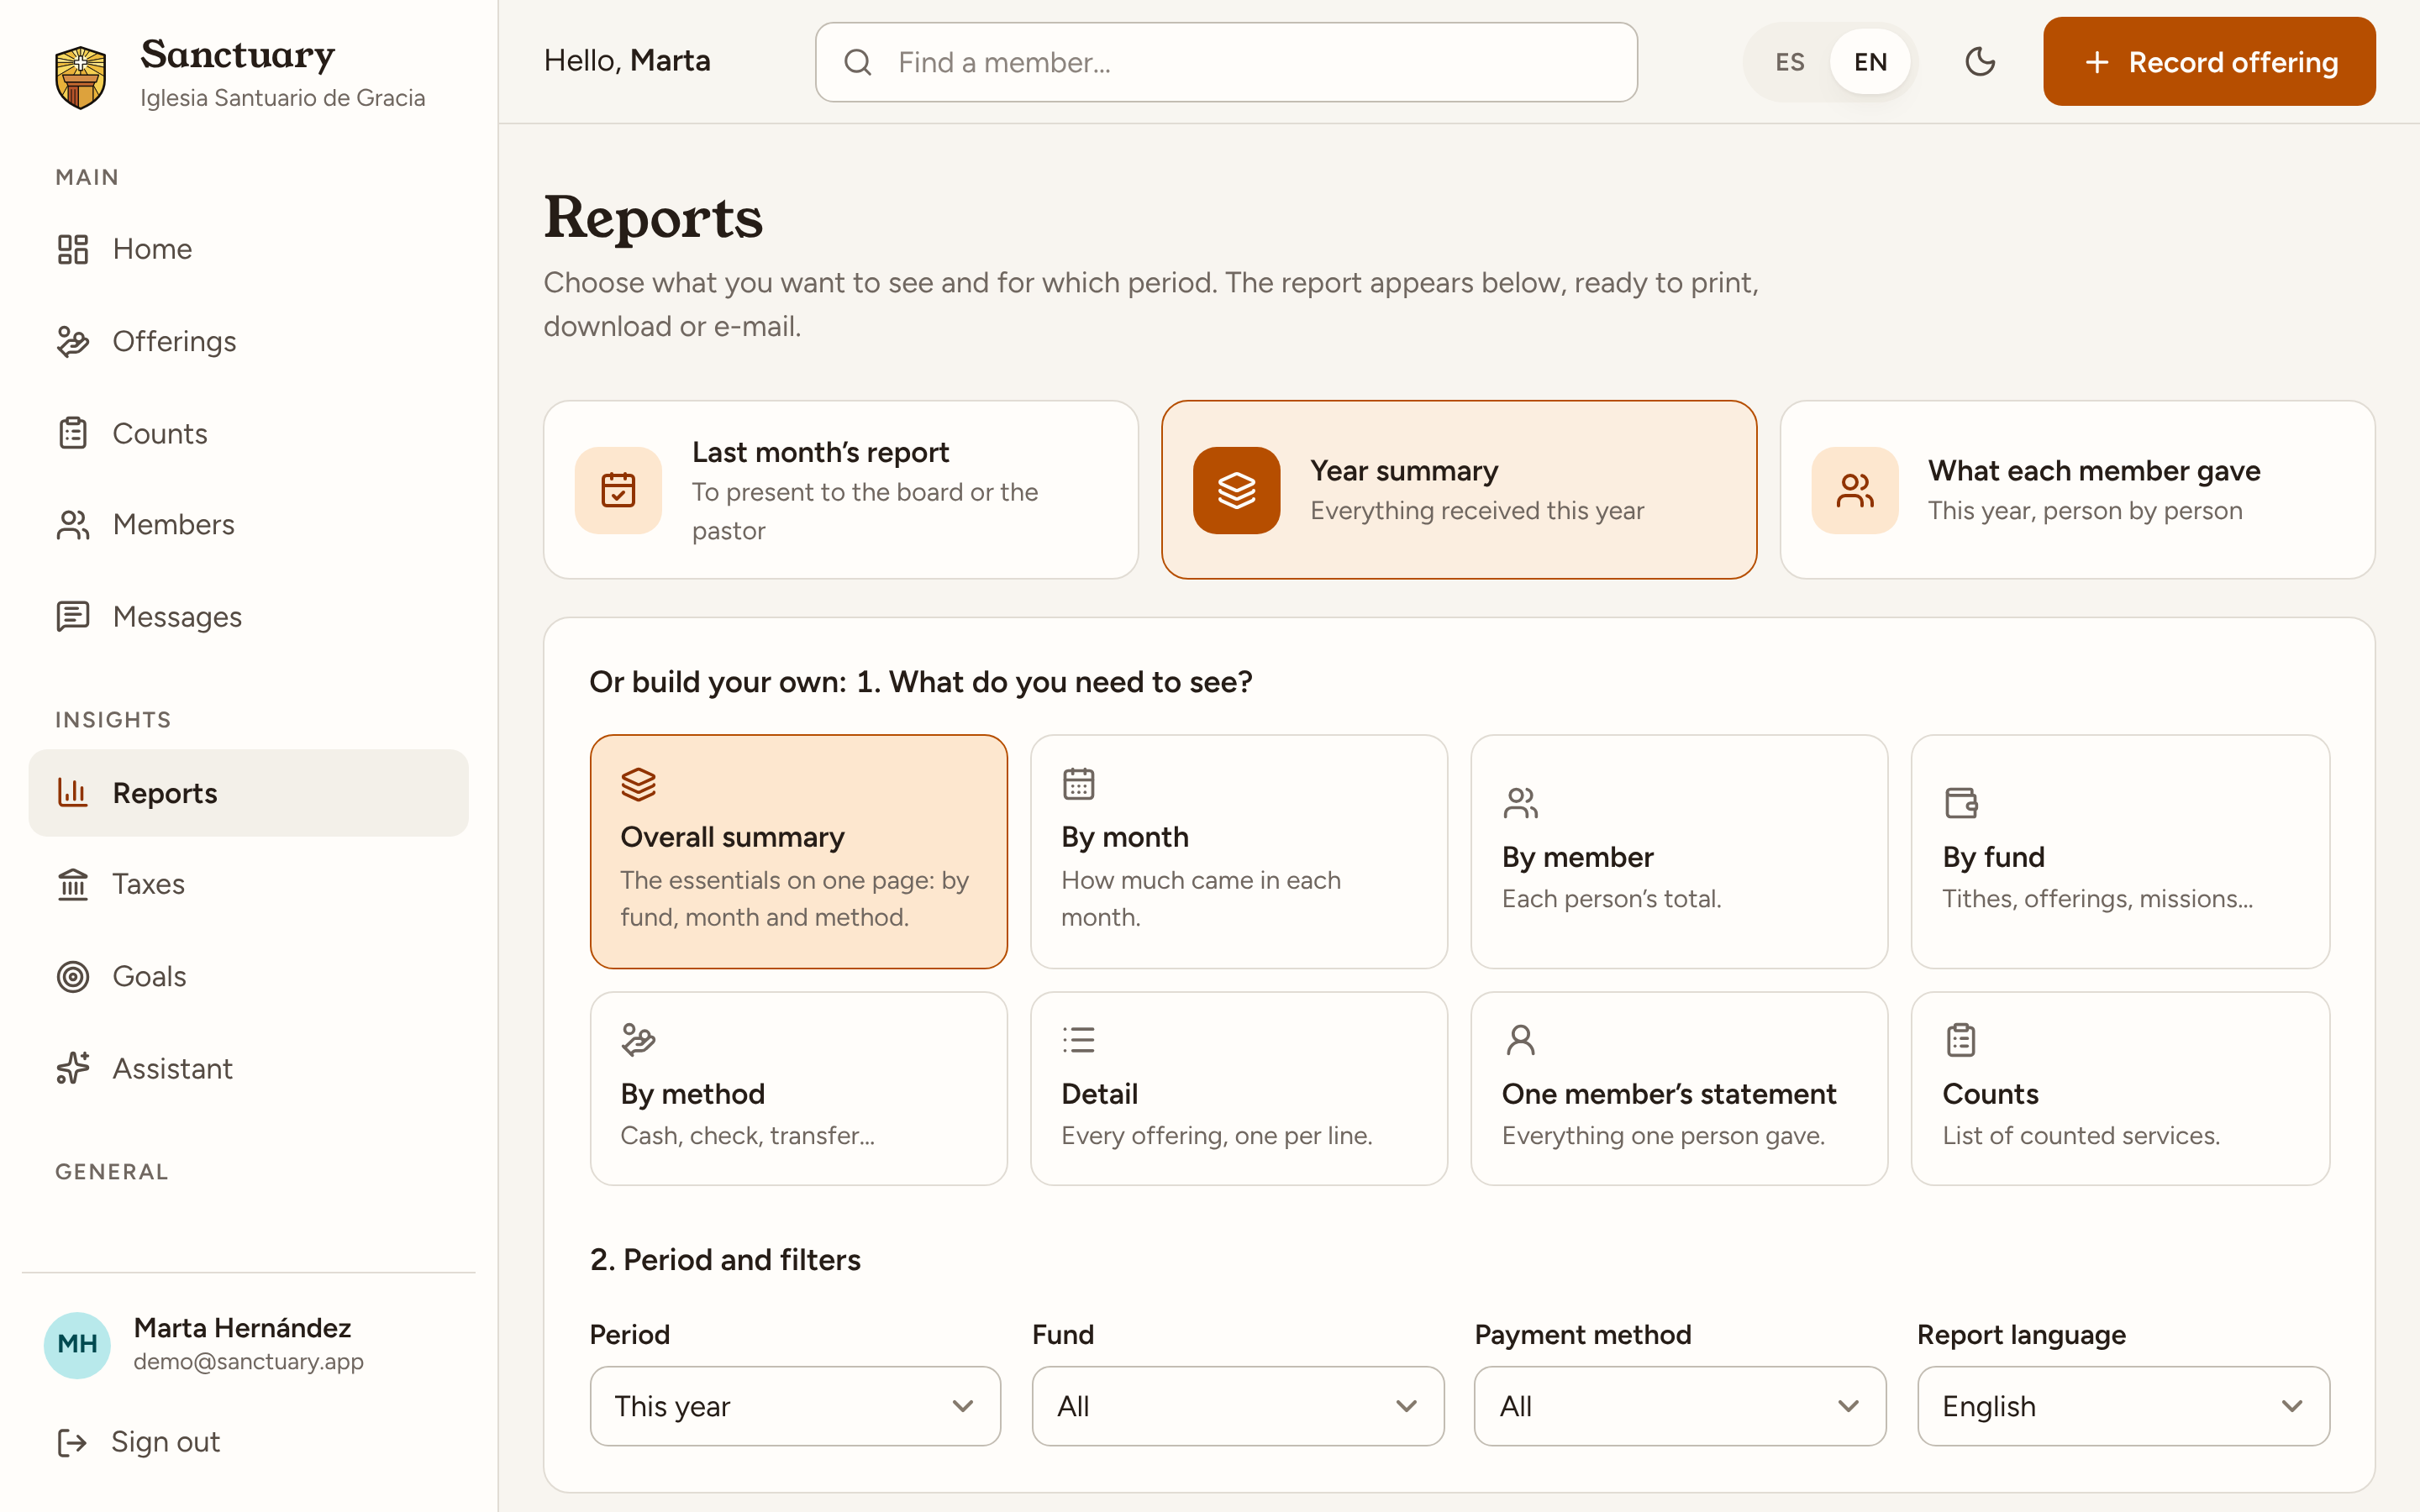 Sanctuary
Iglesia Santuario de Gracia
MAIN
Home
Offerings
Counts
Members
Messages
INSIGHTS
Reports
Taxes
Goals
Assistant
GENERAL
MH
Marta Hernández
demo@sanctuary.app
Sign out
Hello, Marta
Find a member...
ES
EN
+ Record offering
Reports
Choose what you want to see and for which period. The report appears below, ready to print,
download or e-mail.
Last month’s report
To present to the board or the
pastor
Year summary
Everything received this year
What each member gave
This year, person by person
Or build your own: 1. What do you need to see?
Overall summary
The essentials on one page: by
fund, month and method.
By month
How much came in each
month.
By member
Each person’s total.
By fund
Tithes, offerings, missions...
By method
Cash, check, transfer...
Detail
Every offering, one per line.
One member’s statement
Everything one person gave.
Counts
List of counted services.
2. Period and filters
Period
This year
Fund
All
Payment method
All
Report language
English